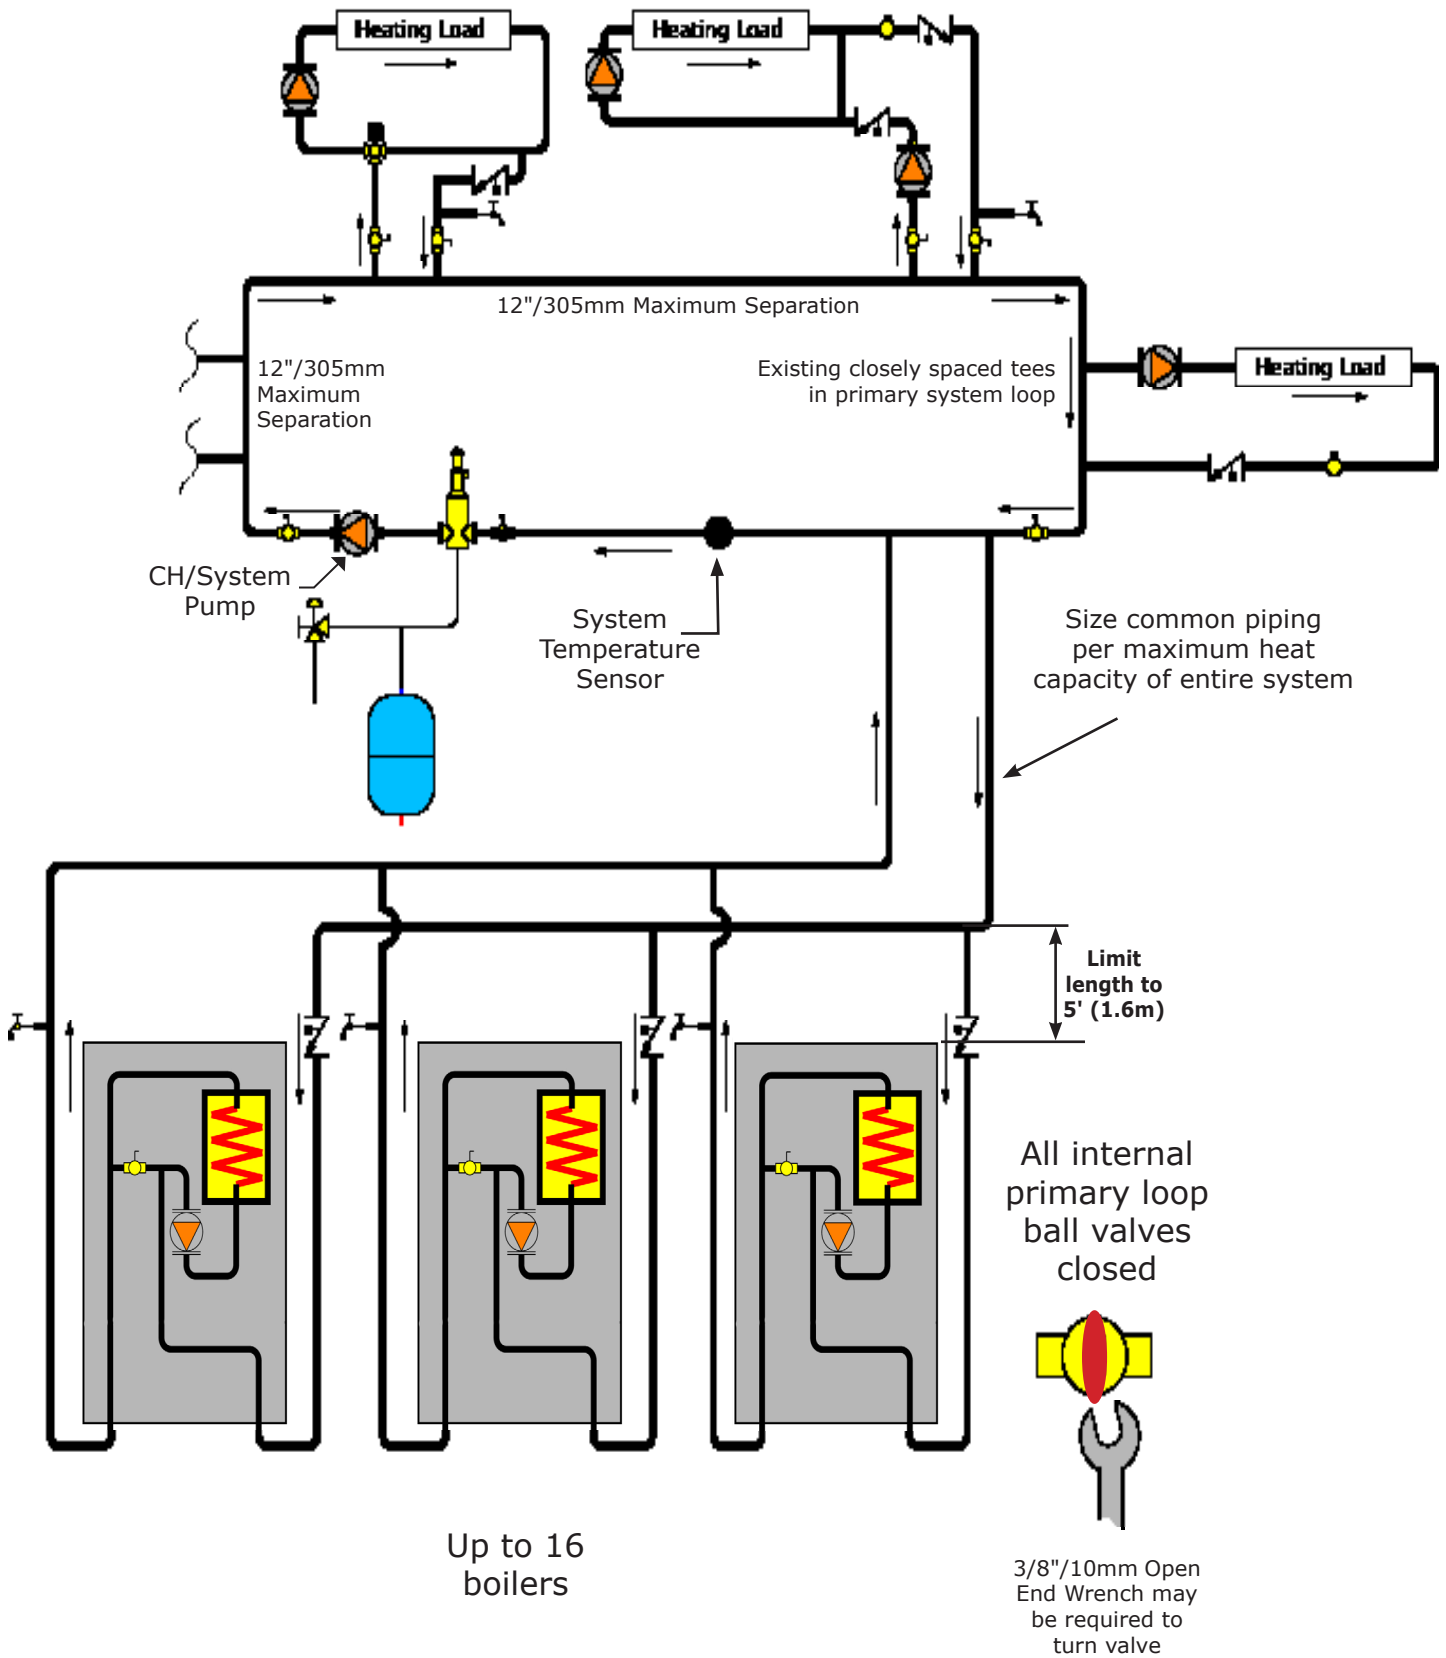 Heating Load
Heating Load
12"/305mm Maximum Separation
12"/305mm
Maximum
Separation
Existing closely spaced tees
in primary system loop
Heating Load
CH/System
Pump
System
Temperature
Sensor
Size common piping
per maximum heat
capacity of entire system
Limit
length to
5' (1.6m)
All internal
primary loop
ball valves
closed
Up to 16
boilers
3/8"/10mm Open
End Wrench may
be required to
turn valve